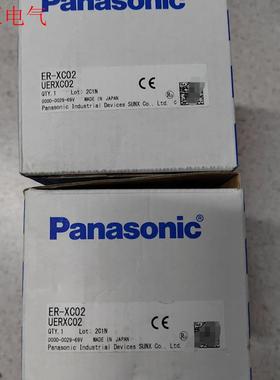 电气
Panasonic
ER-XC02
UERXC02
QTY.1 Lot: 2C1N
0000-0029-69V MADE IN JAPAN
Panasonic Industrial Devices SUNX Co., Ltd.
CE
Panasonic®
ER-XC02
UERXC02
QTY.1 Lot: 2C1N
0000-0029-69V MADE IN JAPAN
Panasonic Industrial Devices SUNX Co., Ltd.
CE